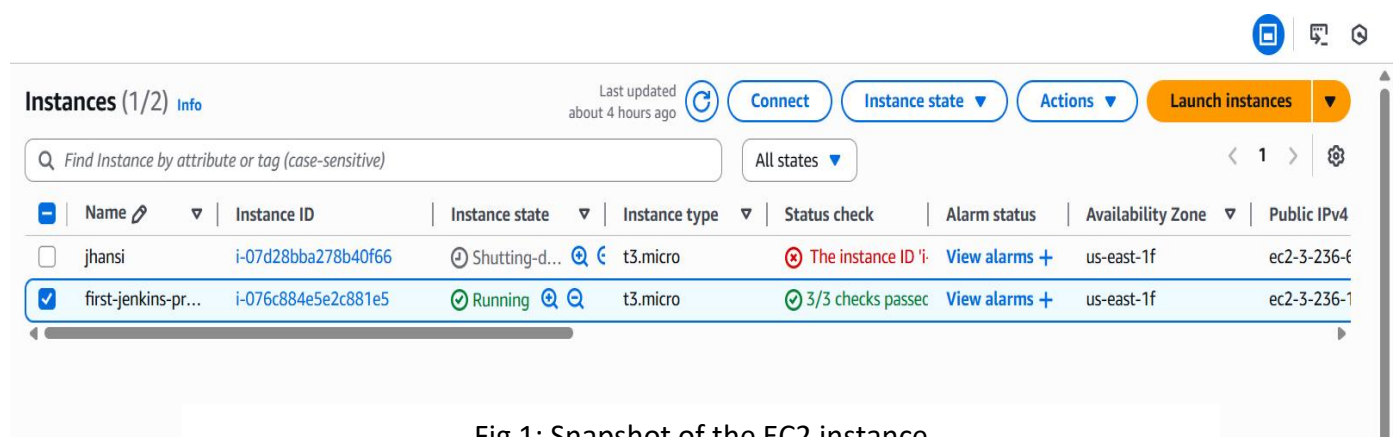 Instances (1/2) Info
Last updated
about 4 hours ago
Connect
Instance state
Actions
Launch instances
Find Instance by attribute or tag (case-sensitive)
All states
1
Name Instance ID Instance state Instance type Status check Alarm status Availability Zone Public IPv4
jhansi i-07d28bba278b40f66 Shutting-d... t3.micro The instance ID 'i- View alarms + us-east-1f ec2-3-236-6
first-jenkins-pr... i-076c884e5e2c881e5 Running t3.micro 3/3 checks passec View alarms + us-east-1f ec2-3-236-1
Fig 1: Snapshot of the EC2 instance